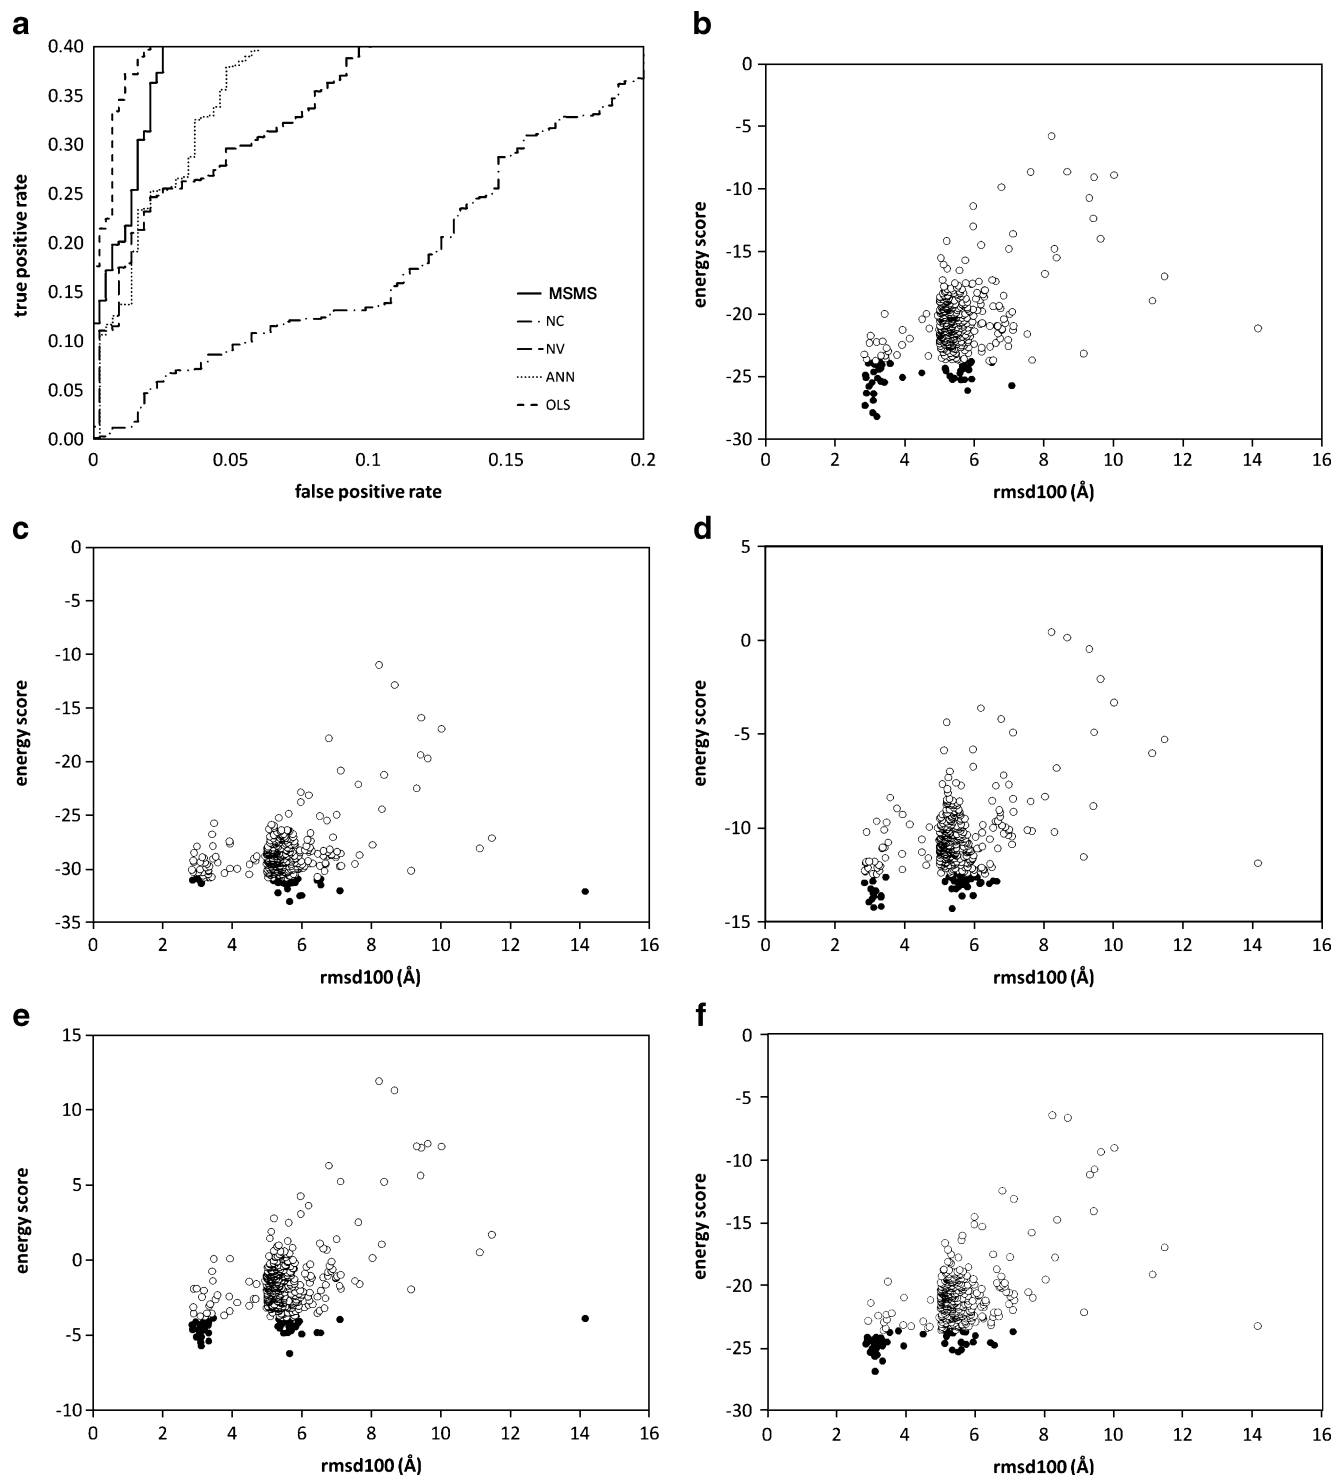 a
0.40
0.35
0.30
0.25
0.20
0.15
0.10
0.05
0.00
true positive rate
MSMS
NC
NV
ANN
OLS
0 0.05 0.1 0.15 0.2
false positive rate
b
0
-5
-10
-15
-20
-25
-30
energy score
0 2 4 6 8 10 12 14 16
rmsd100 (Å)
c
0
-5
-10
-15
-20
-25
-30
-35
energy score
0 2 4 6 8 10 12 14 16
rmsd100 (Å)
d
5
0
-5
-10
-15
energy score
0 2 4 6 8 10 12 14 16
rmsd100 (Å)
e
15
10
5
0
-5
-10
energy score
0 2 4 6 8 10 12 14 16
rmsd100 (Å)
f
0
-5
-10
-15
-20
-25
-30
energy score
0 2 4 6 8 10 12 14 16
rmsd100 (Å)